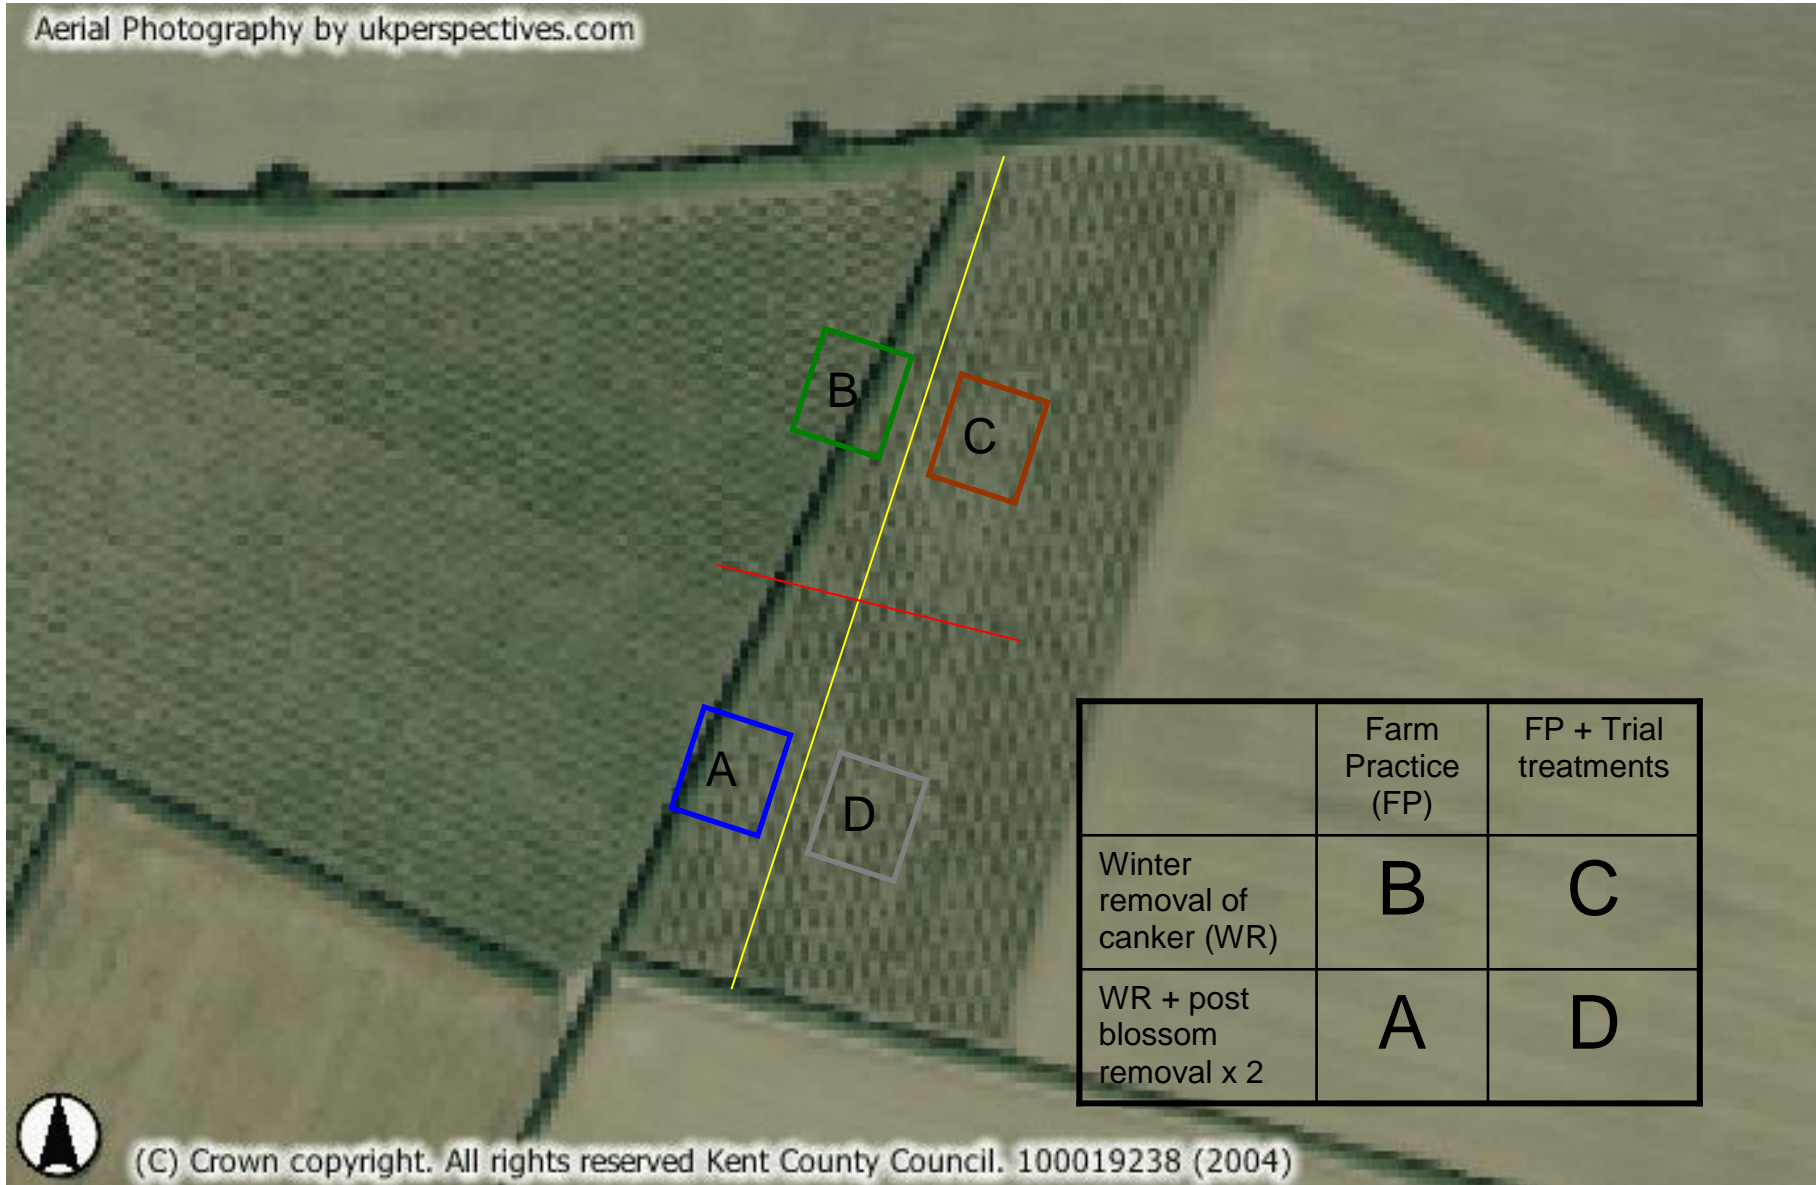 Aerial Photography by ukperspectives.com
B
C
A
D
Farm
Practice
(FP)
FP + Trial
treatments
Winter
removal of
canker (WR)
B
C
WR + post
blossom
removal x 2
A
D
(C) Crown copyright. All rights reserved Kent County Council. 100019238 (2004)